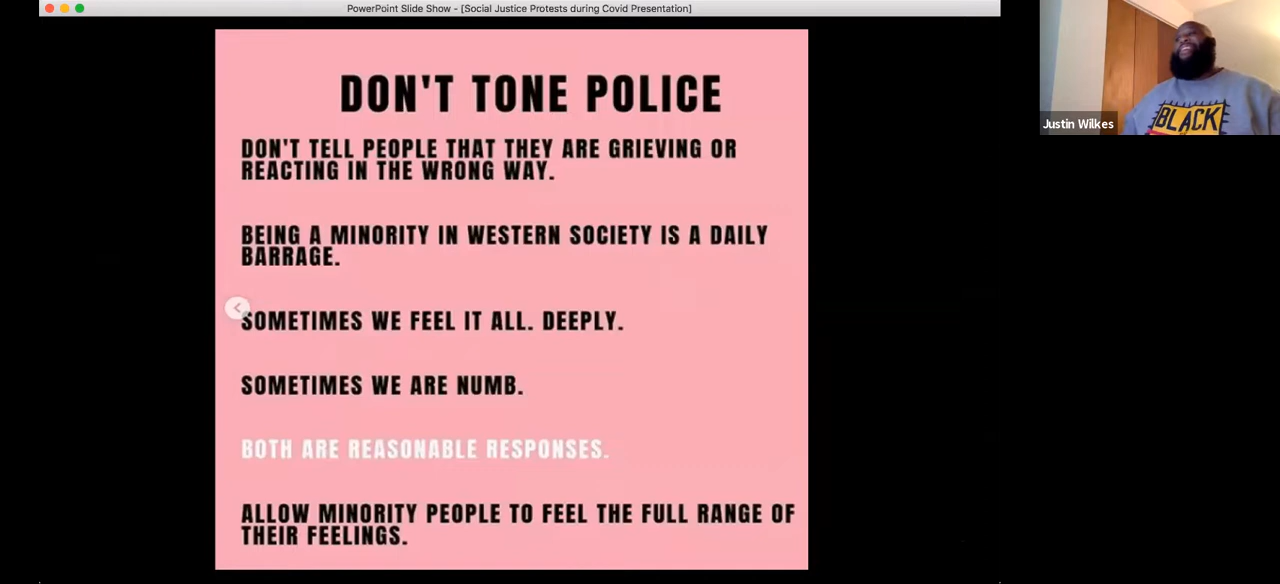 PowerPoint Slide Show - [Social Justice Protests during Covid Presentation]
DON'T TONE POLICE
DON'T TELL PEOPLE THAT THEY ARE GRIEVING OR
REACTING IN THE WRONG WAY.
BEING A MINORITY IN WESTERN SOCIETY IS A DAILY
BARRAGE.
SOMETIMES WE FEEL IT ALL. DEEPLY.
SOMETIMES WE ARE NUMB.
BOTH ARE REASONABLE RESPONSES.
ALLOW MINORITY PEOPLE TO FEEL THE FULL RANGE OF
THEIR FEELINGS.
BLACK
Justin Wilkes